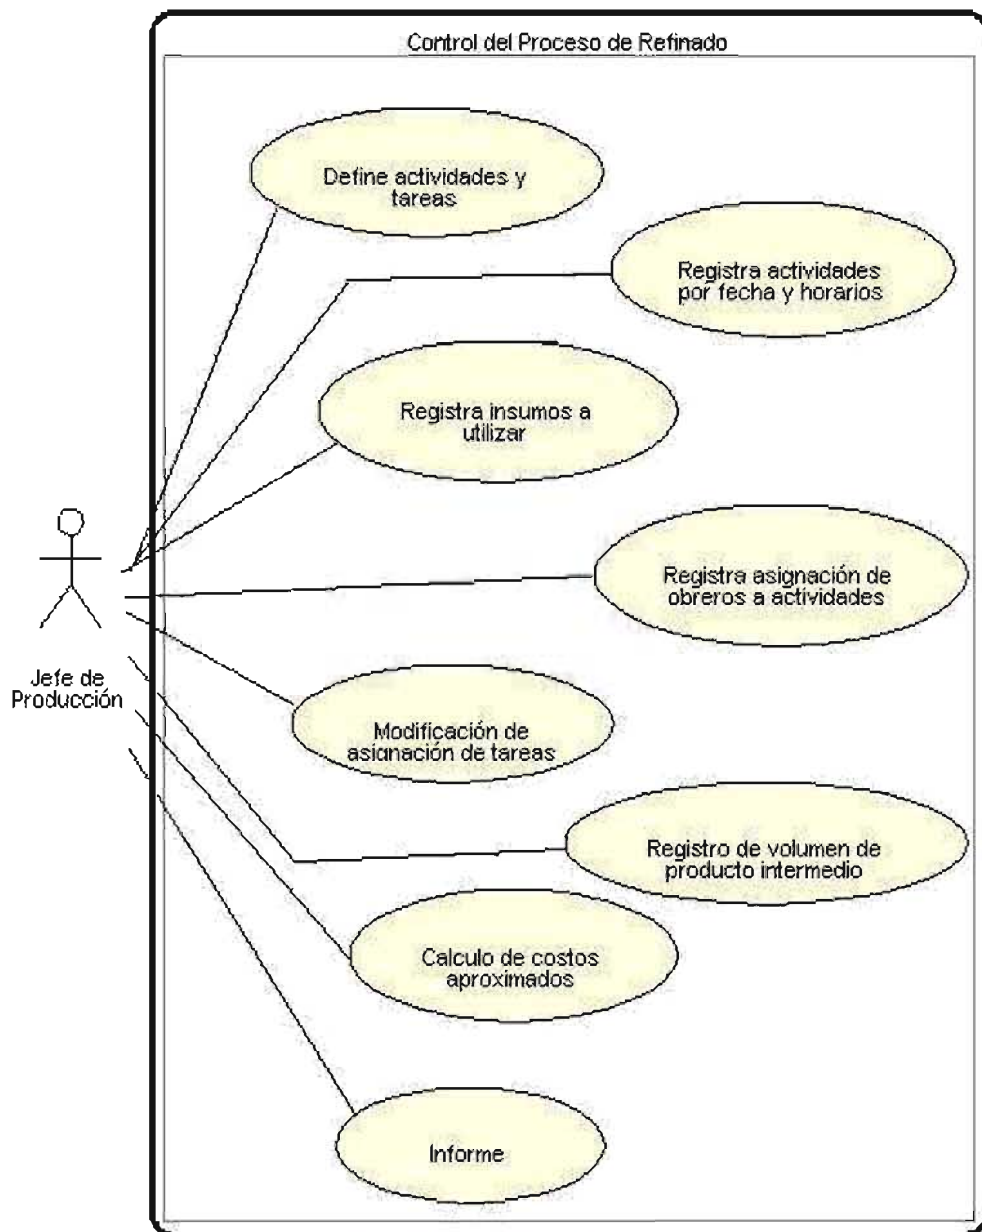 Control del Proceso de Refinado
Define actividades y
tareas
Registra actividades
por fecha y horarios
Registra insumos a
utilizar
Registra asignación de
obreros a actividades
Jefe de
Producción
Modificación de
asignación de tareas
Registro de volumen de
producto intermedio
Calculo de costos
aproximados
Informe